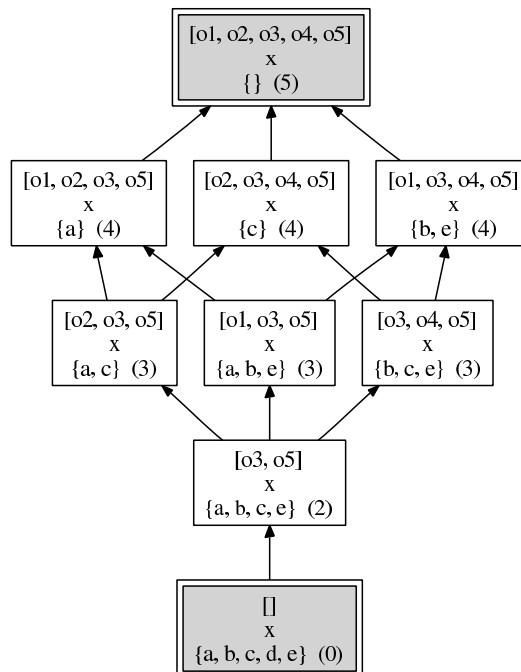 [o1, o2, o3, o4, o5]
x
{} (5)
[o1, o2, o3, o5]
x
{a} (4)
[o2, o3, o4, o5]
x
{c} (4)
[o1, o3, o4, o5]
x
{b, e} (4)
[o2, o3, o5]
x
{a, c} (3)
[o1, o3, o5]
x
{a, b, e} (3)
[o3, o4, o5]
x
{b, c, e} (3)
[o3, o5]
x
{a, b, c, e} (2)
[]
x
{a, b, c, d, e} (0)